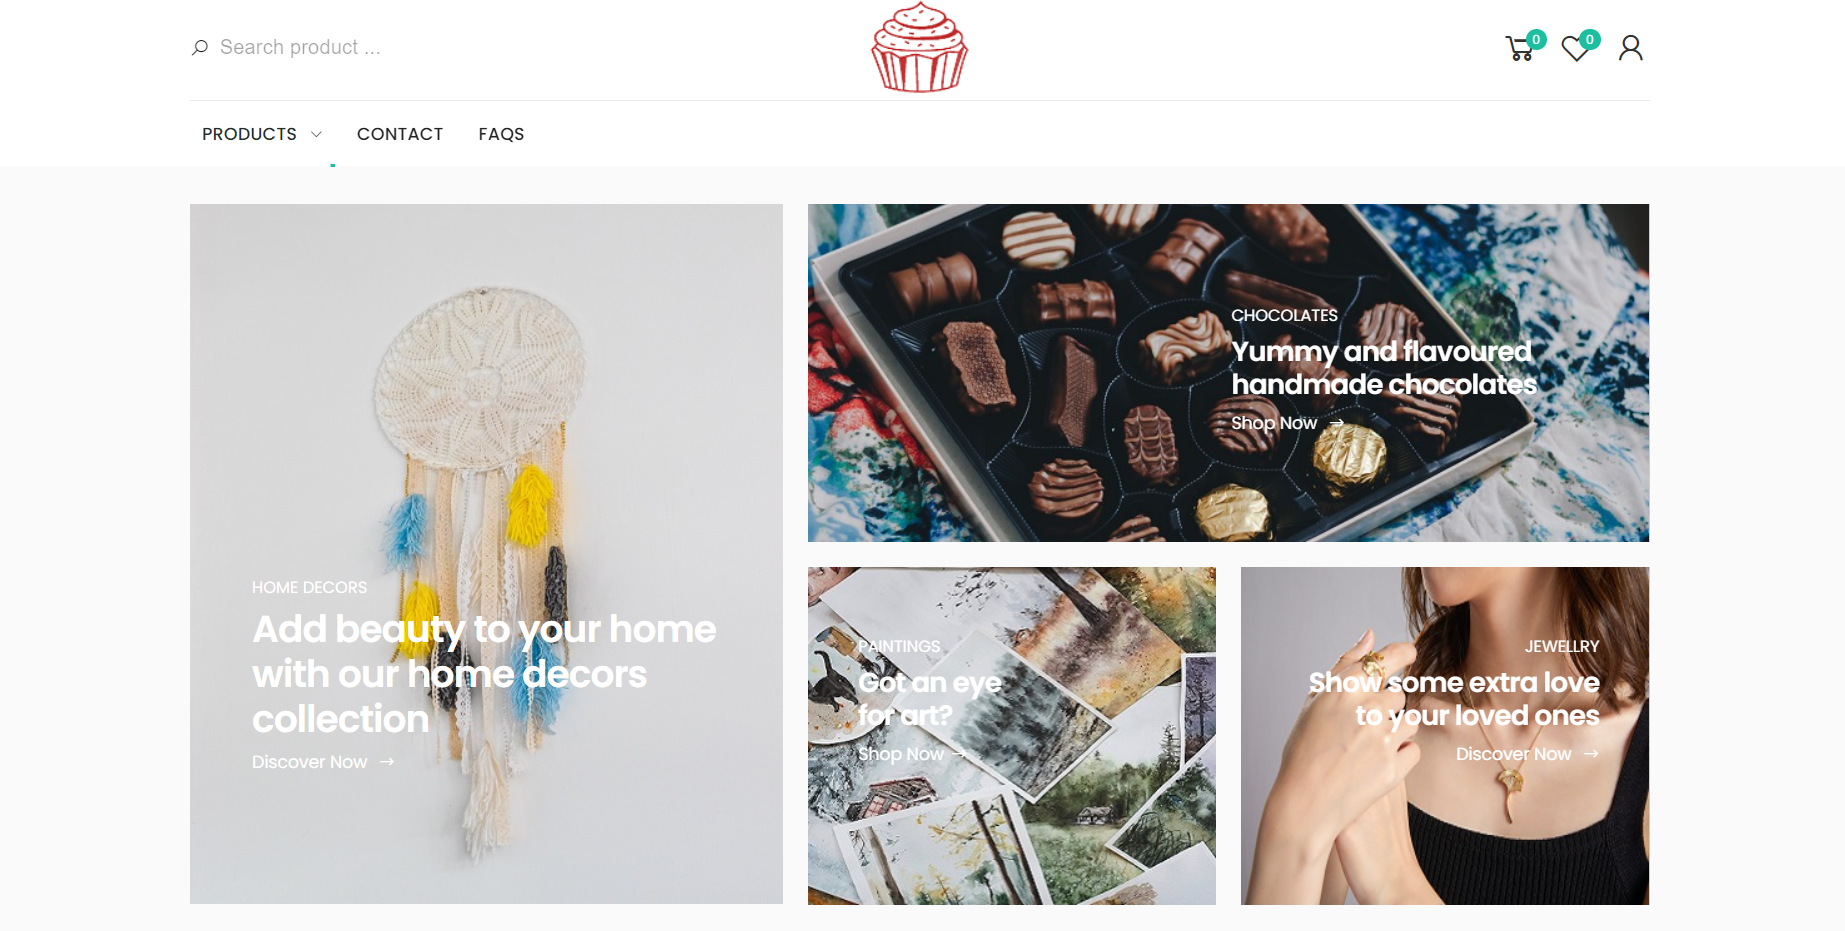 Search product ...
0
0
PRODUCTS
CONTACT
FAQS
HOME DECORS
Add beauty to your home
with our home decors
collection
Discover Now →
CHOCOLATES
Yummy and flavoured
handmade chocolates
Shop Now →
PAINTINGS
Got an eye
for art?
Shop Now →
JEWELLRY
Show some extra love
to your loved ones
Discover Now →